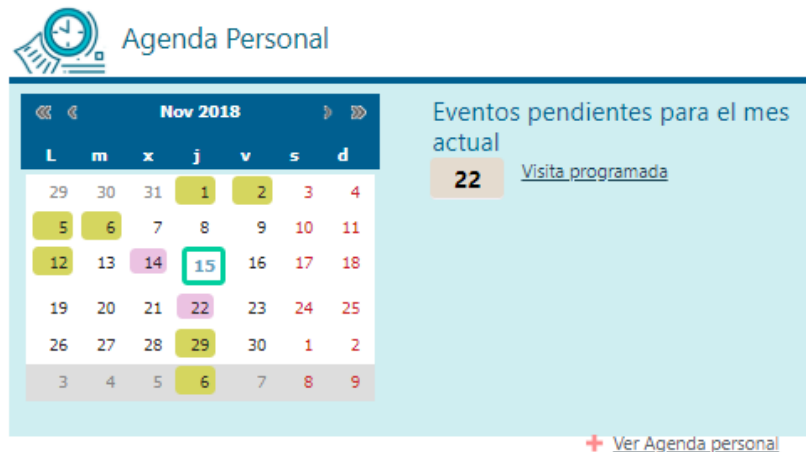 Agenda Personal
Nov 2018
L m x j v s d
29 30 31 1 2 3 4
5 6 7 8 9 10 11
12 13 14 15 16 17 18
19 20 21 22 23 24 25
26 27 28 29 30 1 2
3 4 5 6 7 8 9
Eventos pendientes para el mes
actual
22 Visita programada
Ver Agenda personal